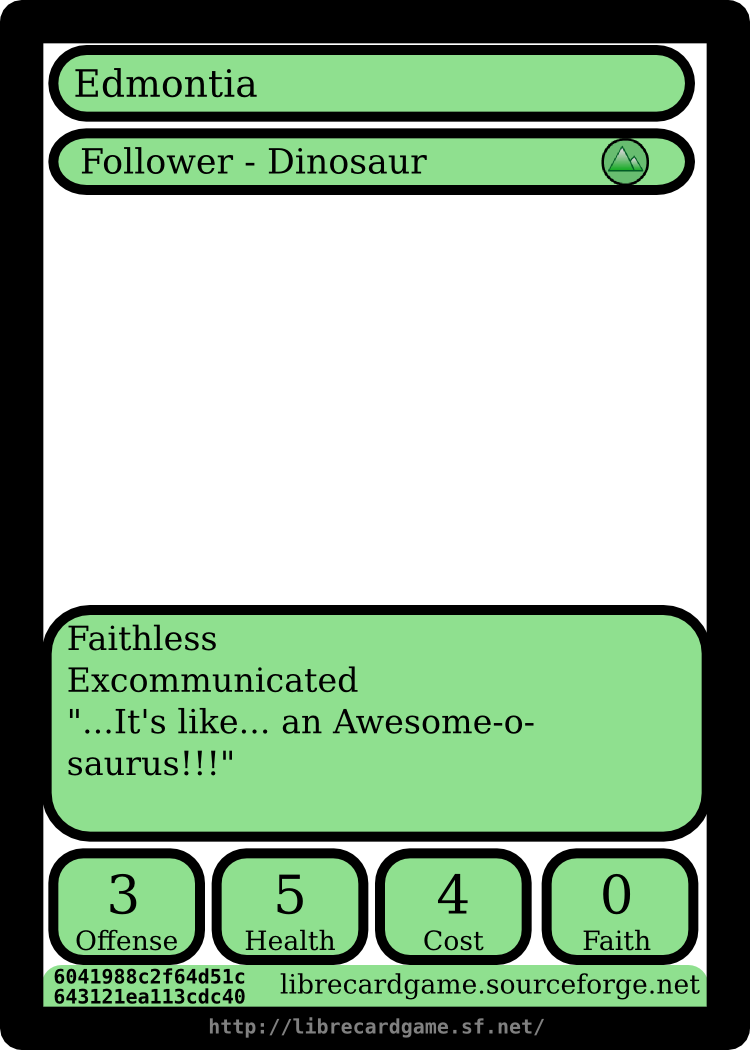 Edmontia
Follower - Dinosaur
Faithless
Excommunicated
"...It's like... an Awesome-o-
saurus!!!"
3 5 4 0
Offense Health Cost Faith
6041988c2f64d51c
643121ea113cdc40
librecardgame.sourceforge.net
http://librecardgame.sf.net/